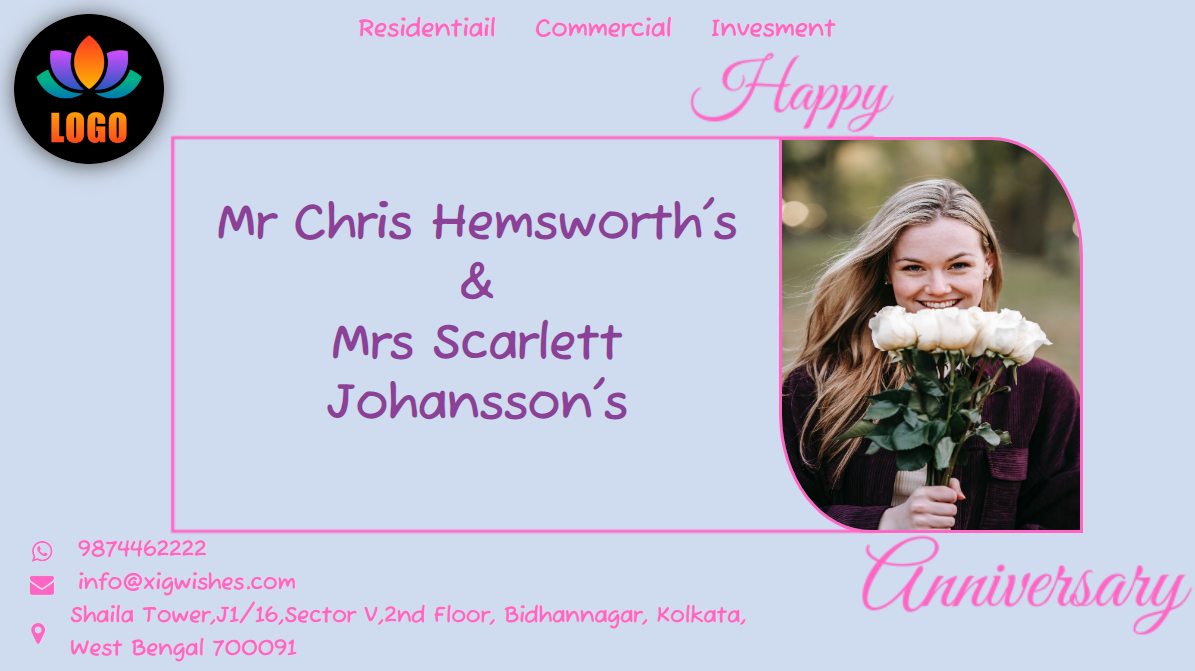 Residentiail Commercial Invesment
LOGO
Happy
Mr Chris Hemsworth´s
&
Mrs Scarlett
Johansson´s
9874462222
info@xigwishes.com
Shaila Tower,J1/16,Sector V,2nd Floor, Bidhannagar, Kolkata,
West Bengal 700091
Anniversary